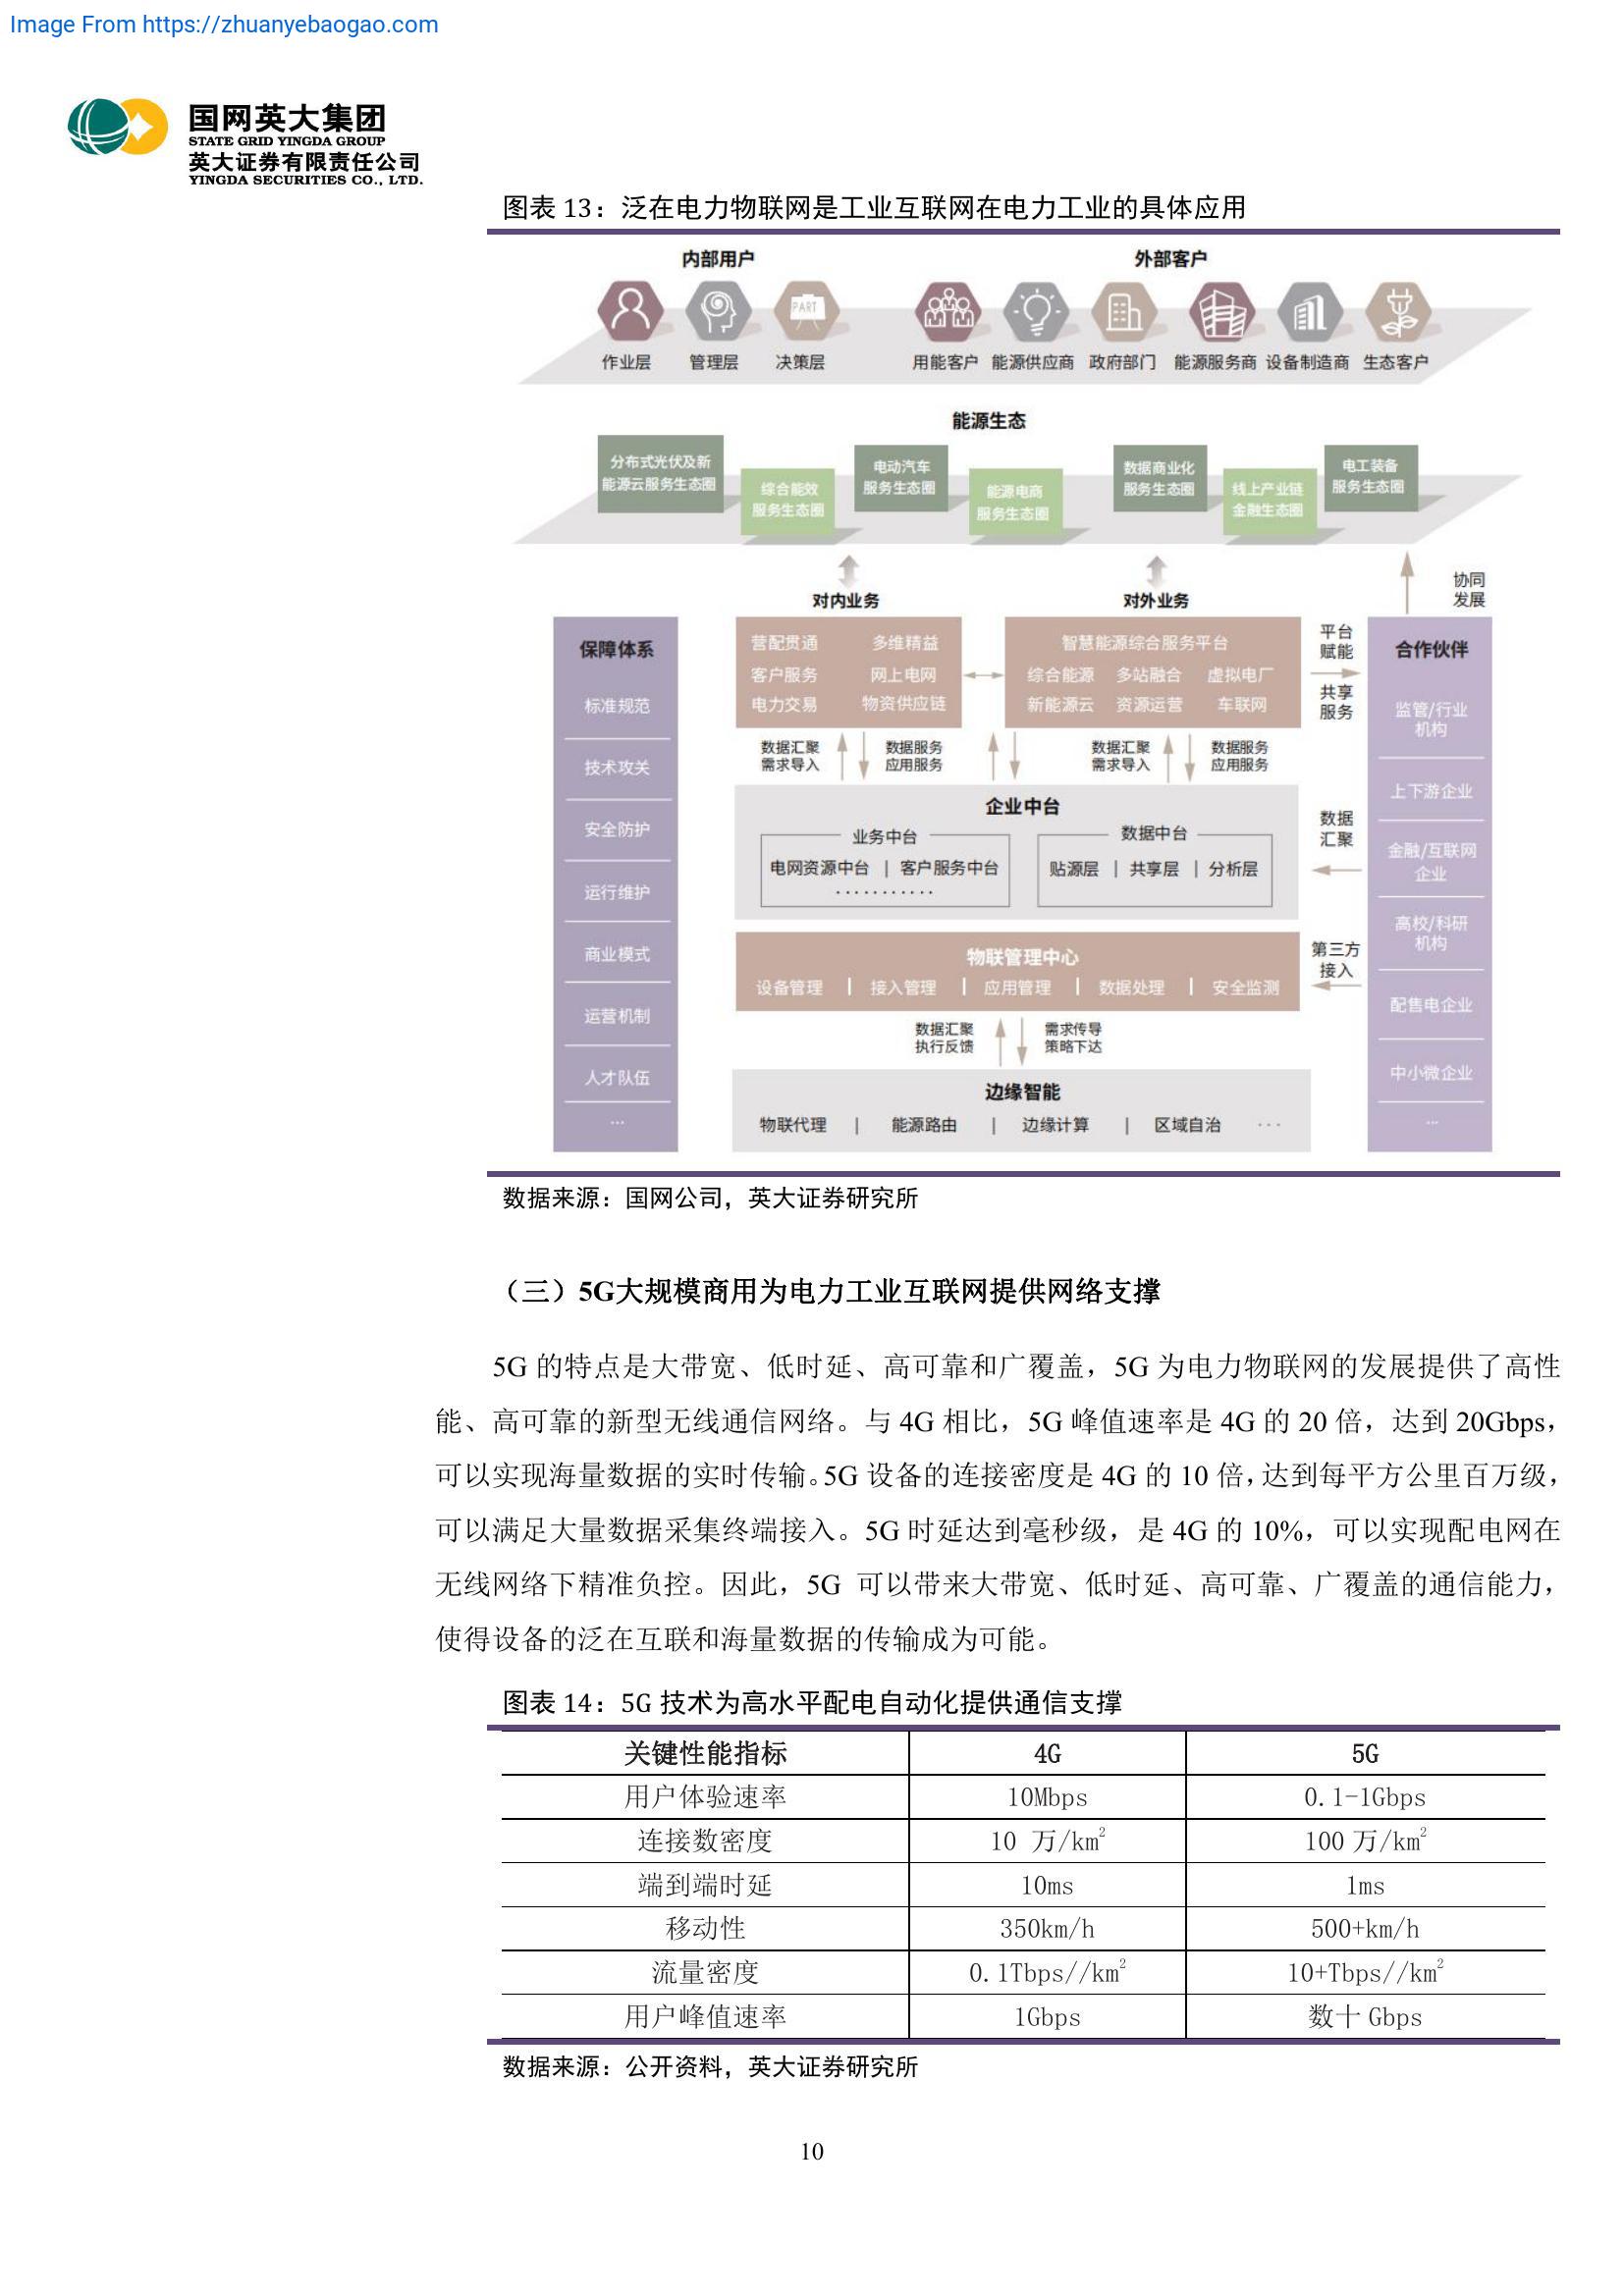 Image From https://zhuanyebaogao.com
国网英大集团
STATE GRID YINGDA GROUP
英大证券有限责任公司
YINGDA SECURITIES CO., LTD.
图表 13：泛在电力物联网是工业互联网在电力工业的具体应用
内部用户 外部客户
PART
作业层 管理层 决策层 用能客户 能源供应商 政府部门 能源服务商 设备制造商 生态客户
能源生态
分布式光伏及新
能源云服务生态圈
综合能效
服务生态圈
电动汽车
服务生态圈
能源电商
服务生态圈
数据商业化
服务生态圈
线上产业链
金融生态圈
电工装备
服务生态圈
协同
发展
对内业务 对外业务
保障体系
标准规范
技术攻关
安全防护
运行维护
商业模式
运营机制
人才队伍
...
营配贯通 多维精益
客户服务 网上电网
电力交易 物资供应链
智慧能源综合服务平台
综合能源 多站融合 虚拟电厂
新能源云 资源运营 车联网
平台
赋能
共享
服务
数据汇聚
需求导入
数据服务
应用服务
数据汇聚
需求导入
数据服务
应用服务
企业中台
业务中台
电网资源中台 | 客户服务中台
...........
数据中台
贴源层 | 共享层 | 分析层
数据
汇聚
物联管理中心
设备管理 | 接入管理 | 应用管理 | 数据处理 | 安全监测
第三方
接入
数据汇聚
执行反馈
需求传导
策略下达
边缘智能
物联代理 | 能源路由 | 边缘计算 | 区域自治 ...
合作伙伴
监管/行业
机构
上下游企业
金融/互联网
企业
高校/科研
机构
配售电企业
中小微企业
...
数据来源：国网公司，英大证券研究所
（三）5G大规模商用为电力工业互联网提供网络支撑
5G 的特点是大带宽、低时延、高可靠和广覆盖，5G 为电力物联网的发展提供了高性
能、高可靠的新型无线通信网络。与 4G 相比，5G 峰值速率是 4G 的 20 倍，达到 20Gbps，
可以实现海量数据的实时传输。5G 设备的连接密度是 4G 的 10 倍，达到每平方公里百万级，
可以满足大量数据采集终端接入。5G 时延达到毫秒级，是 4G 的 10%，可以实现配电网在
无线网络下精准负控。因此，5G 可以带来大带宽、低时延、高可靠、广覆盖的通信能力，
使得设备的泛在互联和海量数据的传输成为可能。
图表 14：5G 技术为高水平配电自动化提供通信支撑
关键性能指标 4G 5G
用户体验速率 10Mbps 0.1-1Gbps
连接数密度 10 万/km² 100 万/km²
端到端时延 10ms 1ms
移动性 350km/h 500+km/h
流量密度 0.1Tbps//km² 10+Tbps//km²
用户峰值速率 1Gbps 数十 Gbps
数据来源：公开资料，英大证券研究所
10